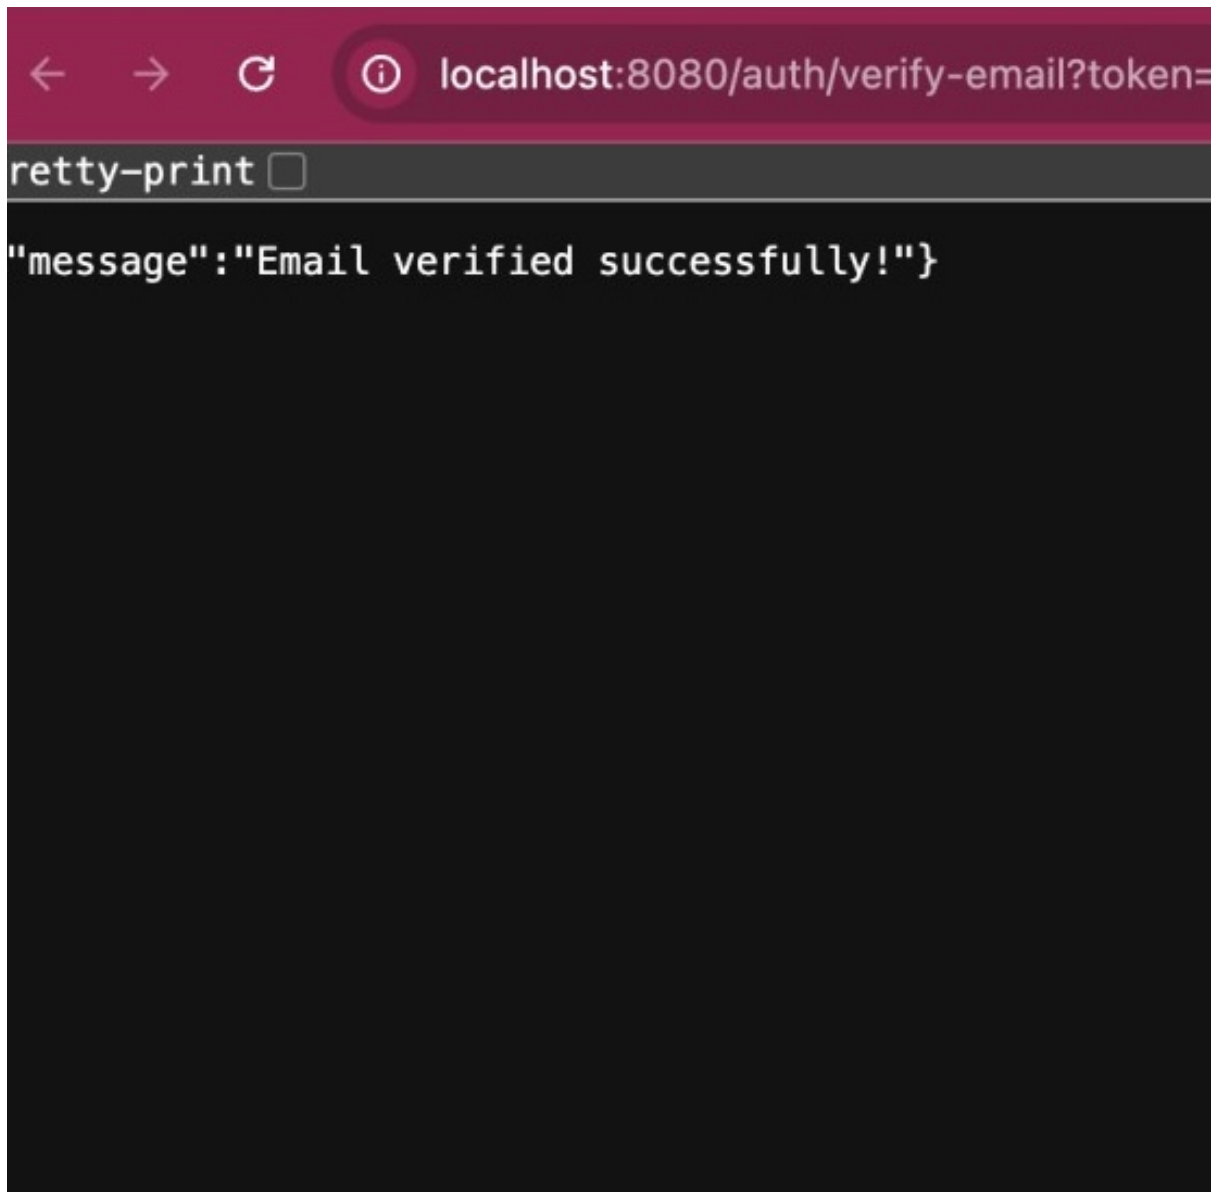 localhost:8080/auth/verify-email?token=
retty-print
"message":"Email verified successfully!"}